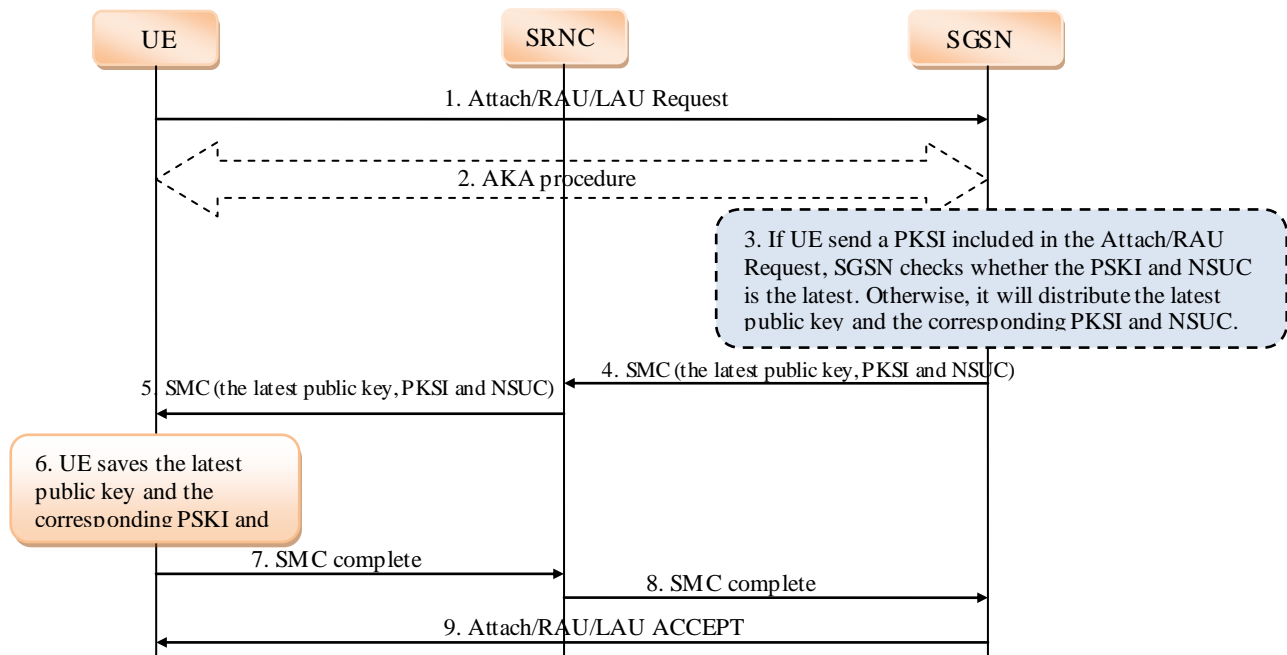 UE
SRNC
SGSN
1. Attach/RAU/LAU Request
2. AKA procedure
3. If UE send a PKSI included in the Attach/RAU
Request, SGSN checks whether the PSKI and NSUC
is the latest. Otherwise, it will distribute the latest
public key and the corresponding PKSI and NSUC.
4. SMC (the latest public key, PKSI and NSUC)
5. SMC (the latest public key, PKSI and NSUC)
6. UE saves the latest
public key and the
corresponding PSKI and
7. SMC complete
8. SMC complete
9. Attach/RAU/LAU ACCEPT